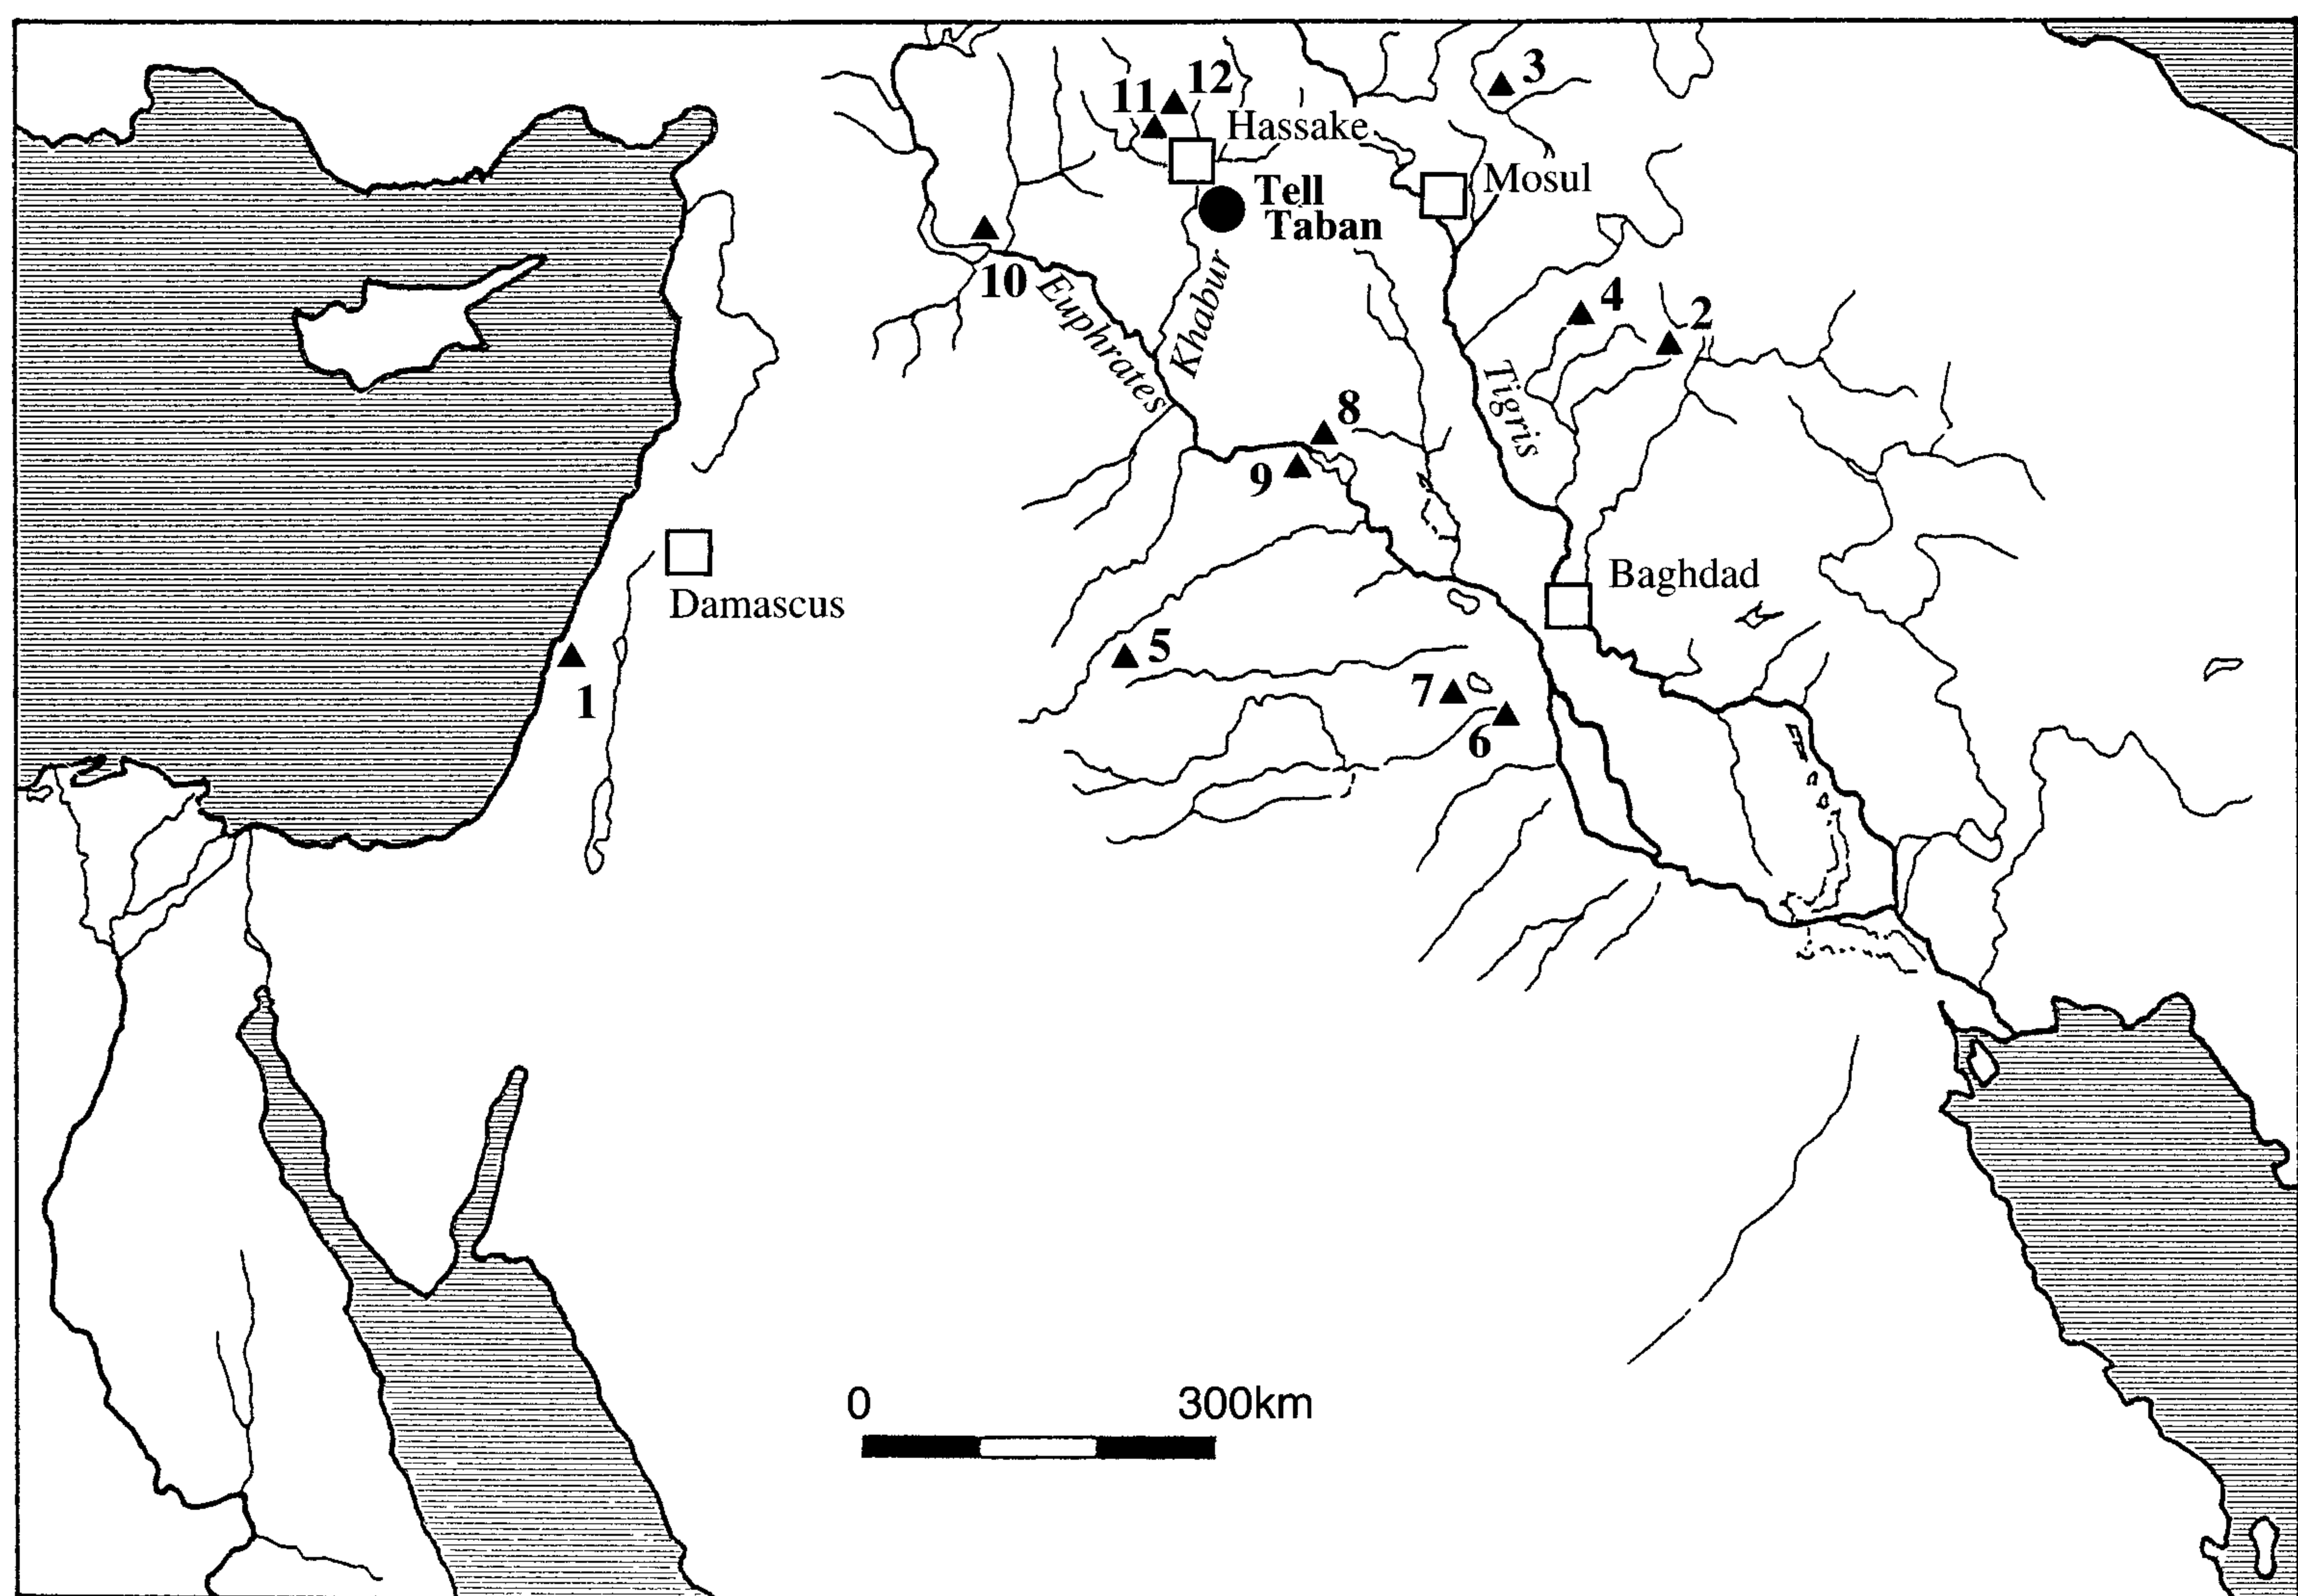 3
12
11
Hassake
Mosul
Tell
Taban
10
Euphrates
Khabur
4
2
Tigris
8
9
Damascus
Baghdad
1
5
7
6
0 300km